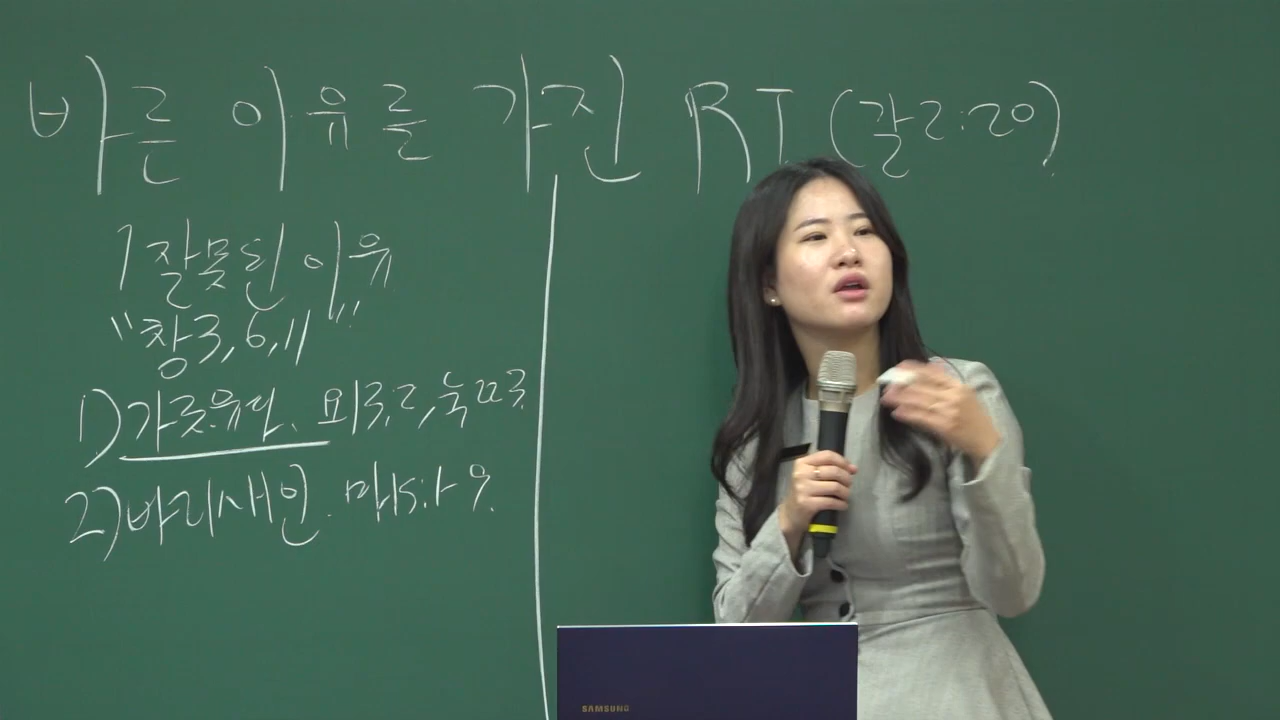 바른 이유를 가진 RT (갈2:20)
1 잘못된 이유
"창3,6,11"
1) 가룟유다. 요13:2, 눅22:3
2) 바리새인. 마15:1-9.
SAMSUNG